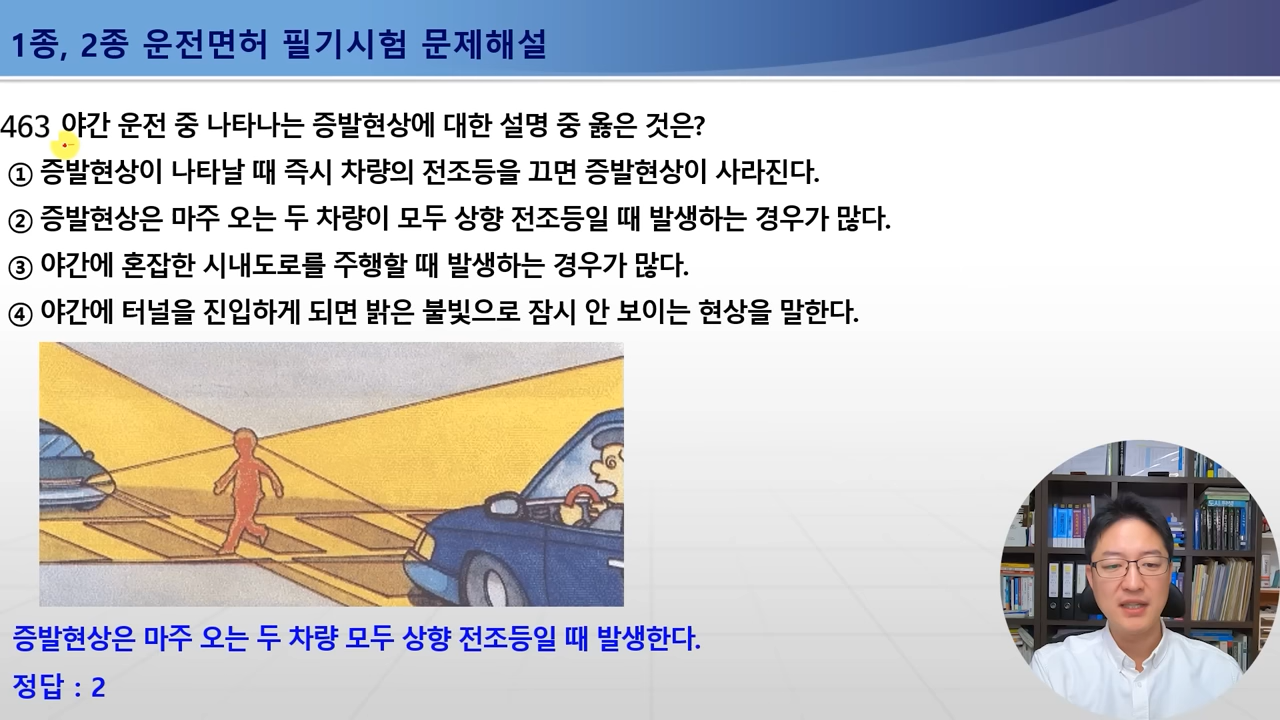 1종, 2종 운전면허 필기시험 문제해설
463 야간 운전 중 나타나는 증발현상에 대한 설명 중 옳은 것은?
① 증발현상이 나타날 때 즉시 차량의 전조등을 끄면 증발현상이 사라진다.
② 증발현상은 마주 오는 두 차량이 모두 상향 전조등일 때 발생하는 경우가 많다.
③ 야간에 혼잡한 시내도로를 주행할 때 발생하는 경우가 많다.
④ 야간에 터널을 진입하게 되면 밝은 불빛으로 잠시 안 보이는 현상을 말한다.
증발현상은 마주 오는 두 차량 모두 상향 전조등일 때 발생한다.
정답 : 2